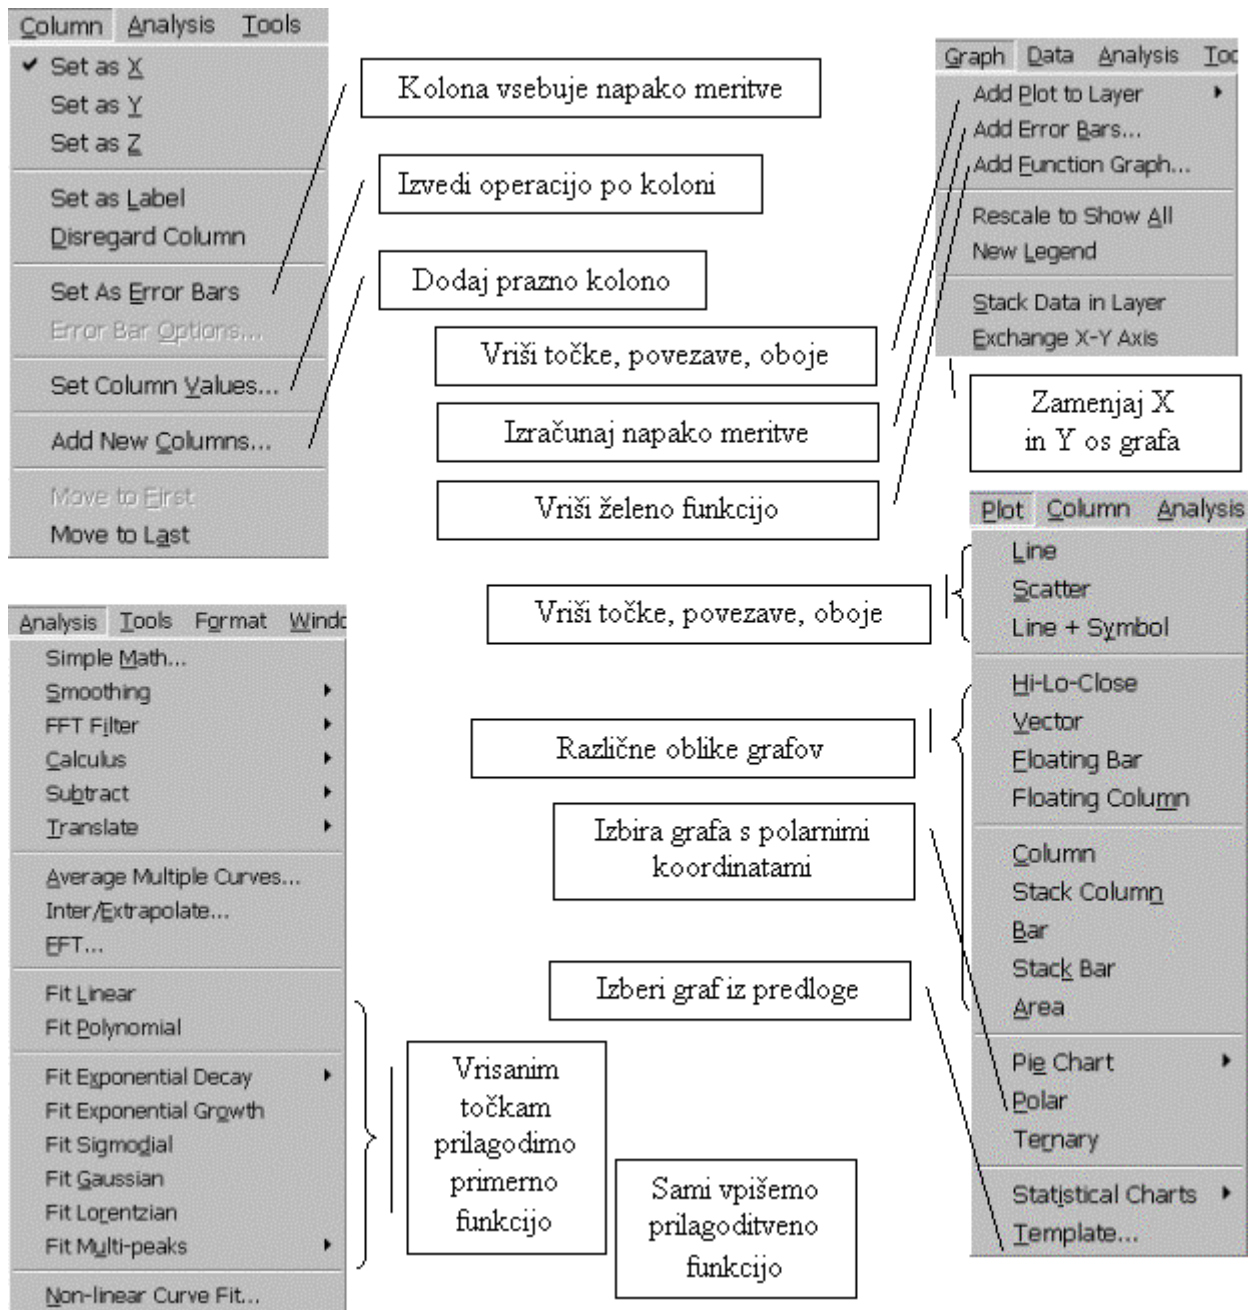 Column Analysis Tools
Set as X
Set as Y
Set as Z
Set as Label
Disregard Column
Set As Error Bars
Error Bar Options...
Set Column Values...
Add New Columns...
Move to First
Move to Last
Kolona vsebuje napako meritve
Izvedi operacijo po koloni
Dodaj prazno kolono
Graph Data Analysis Too
Add Plot to Layer
Add Error Bars...
Add Function Graph...
Rescale to Show All
New Legend
Stack Data in Layer
Exchange X-Y Axis
Vriši točke, povezave, oboje
Izračunaj napako meritve
Vriši želeno funkcijo
Zamenjaj X
in Y os grafa
Plot Column Analysis
Line
Scatter
Line + Symbol
Hi-Lo-Close
Vector
Floating Bar
Floating Column
Column
Stack Column
Bar
Stack Bar
Area
Pie Chart
Polar
Ternary
Statistical Charts
Template...
Vriši točke, povezave, oboje
Različne oblike grafov
Izbira grafa s polarnimi
koordinatami
Izberi graf iz predloge
Analysis Tools Format Windo
Simple Math...
Smoothing
FFT Filter
Calculus
Subtract
Translate
Average Multiple Curves...
Inter/Extrapolate...
FFT...
Fit Linear
Fit Polynomial
Fit Exponential Decay
Fit Exponential Growth
Fit Sigmodial
Fit Gaussian
Fit Lorentzian
Fit Multi-peaks
Non-linear Curve Fit...
Vrisanim
točkam
prilagodimo
primerno
funkcijo
Sami vpišemo
prilagoditveno
funkcijo